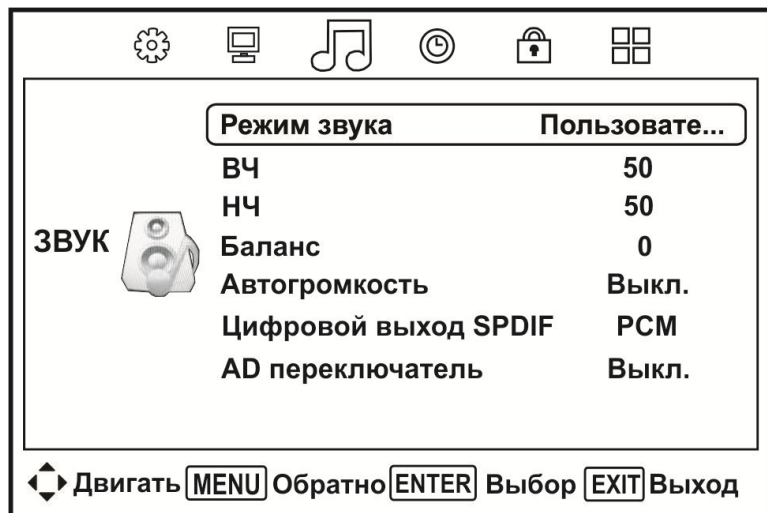 Режим звука Пользовате...
ВЧ 50
НЧ 50
ЗВУК
Баланс 0
Автогромкость Выкл.
Цифровой выход SPDIF PCM
AD переключатель Выкл.
Двигать MENU Обратно ENTER Выбор EXIT Выход